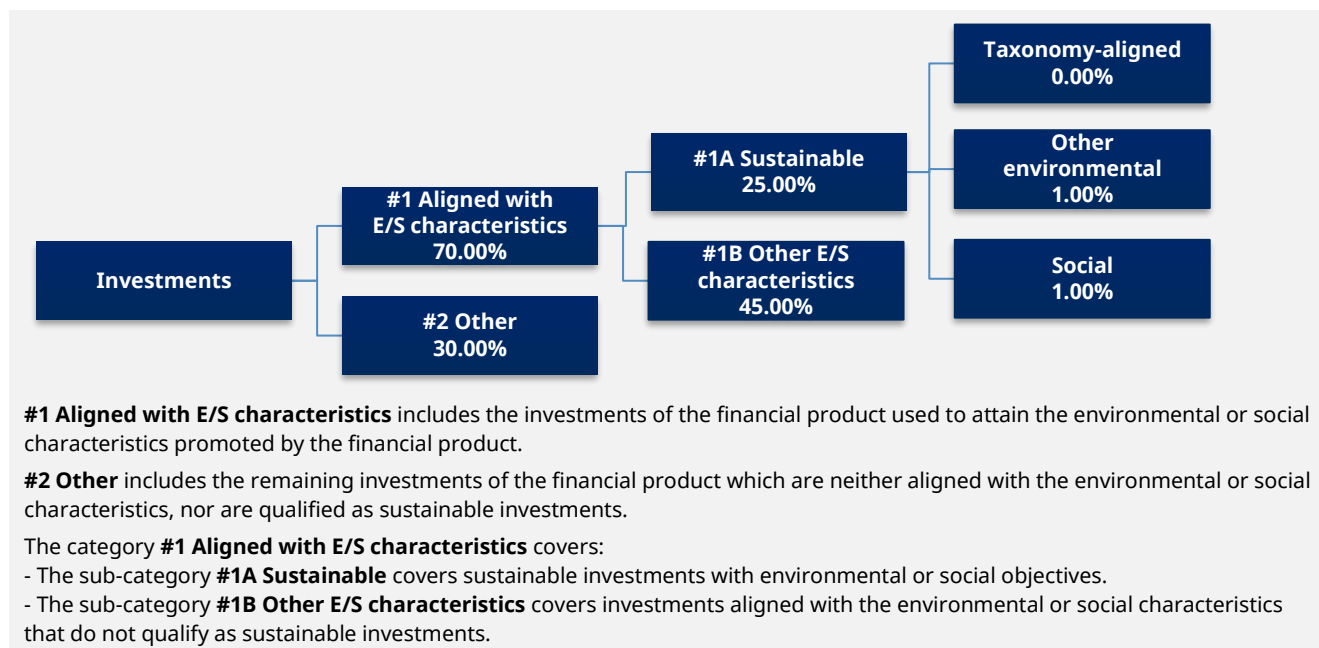 Taxonomy-aligned
0.00%
Other
environmental
1.00%
#1A Sustainable
25.00%
#1 Aligned with
E/S characteristics
70.00%
#1B Other E/S
characteristics
45.00%
Social
1.00%
Investments
#2 Other
30.00%
#1 Aligned with E/S characteristics includes the investments of the financial product used to attain the environmental or social
characteristics promoted by the financial product.
#2 Other includes the remaining investments of the financial product which are neither aligned with the environmental or social
characteristics, nor are qualified as sustainable investments.
The category #1 Aligned with E/S characteristics covers:
- The sub-category #1A Sustainable covers sustainable investments with environmental or social objectives.
- The sub-category #1B Other E/S characteristics covers investments aligned with the environmental or social characteristics
that do not qualify as sustainable investments.